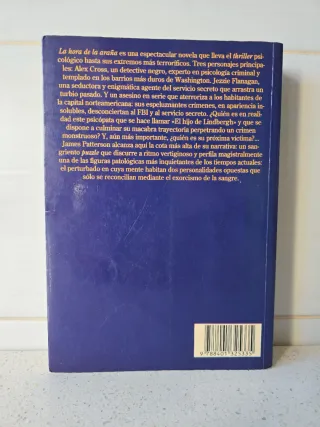 La hora de la araña es una espectacular novela que lleva el thriller psi-
cológico hasta sus extremos más terroríficos. Tres personajes principa-
les: Alex Cross, un detective negro, experto en psicología criminal y
templado en los barrios más duros de Washington. Jezzie Flanagan,
una seductora y enigmática agente del servicio secreto que arrastra un
turbio pasado. Y un asesino en serie que aterroriza a los habitantes de
la capital norteamericana: sus espeluznantes crímenes, en apariencia in-
solubles, desconciertan al FBI y al servicio secreto. ¿Quién es en reali-
dad este psicópata que se hace llamar «El hijo de Lindbergh» y que se
dispone a culminar su macabra trayectoria perpetrando un crimen
monstruoso? Y, aún más importante, ¿quién es su próxima víctima?...
James Patterson alcanza aquí la cota más alta de su narrativa: un san-
griento puzzle que discurre a ritmo vertiginoso y perfila magistralmente
una de las figuras patológicas más inquietantes de los tiempos actuales:
el perturbado en cuya mente habitan dos personalidades opuestas que
sólo se reconcilian mediante el exorcismo de la sangre.
9 788401 325335